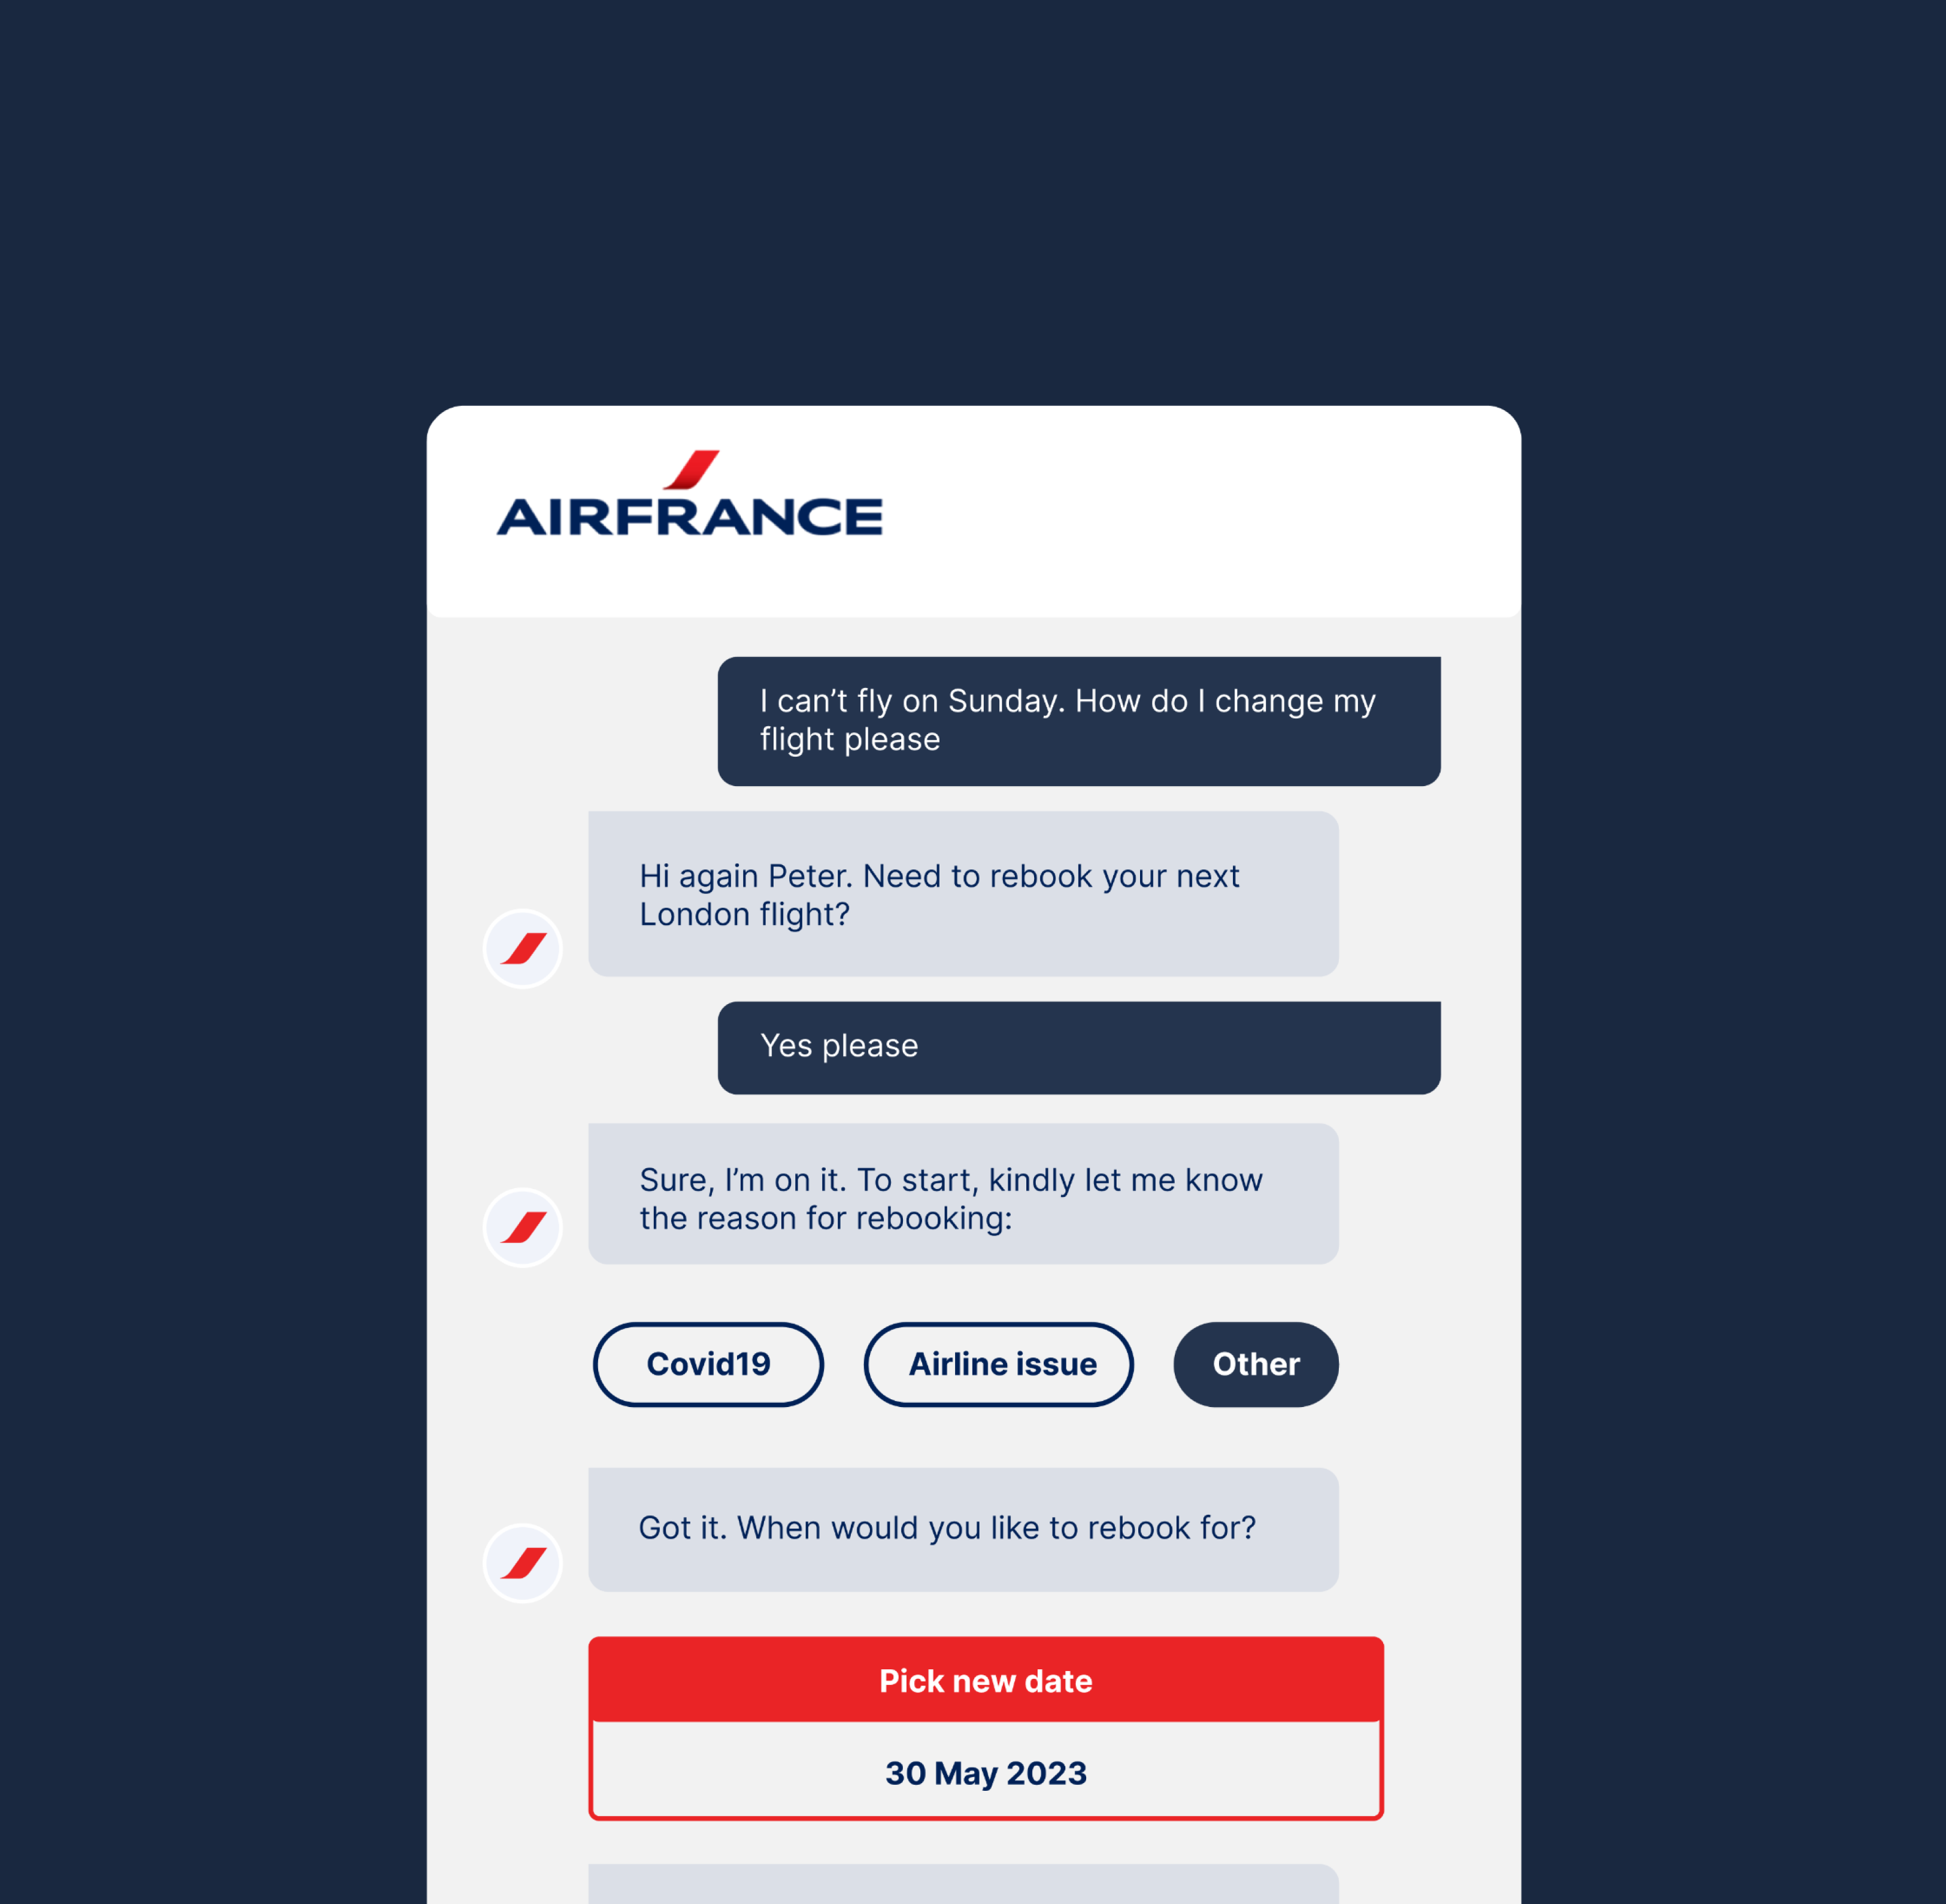 AIRFRANCE
I can’t fly on Sunday. How do I change my
flight please
Hi again Peter. Need to rebook your next
London flight?
Yes please
Sure, I’m on it. To start, kindly let me know
the reason for rebooking:
Covid19
Airline issue
Other
Got it. When would you like to rebook for?
Pick new date
30 May 2023